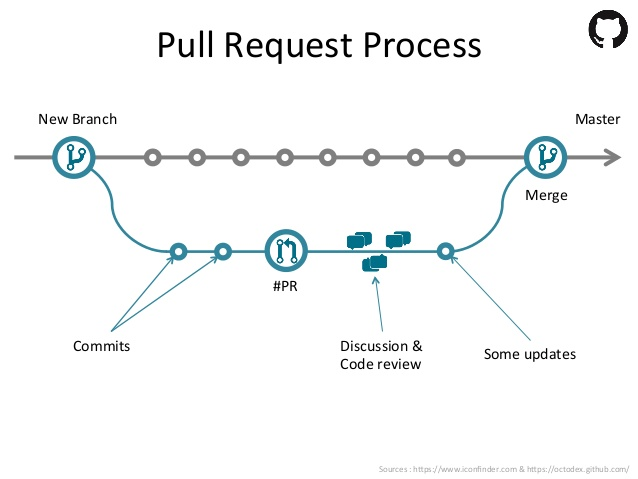 Pull Request Process
New Branch
Master
Merge
#PR
Commits
Discussion &
Code review
Some updates
Sources : https://www.iconfinder.com & https://octodex.github.com/